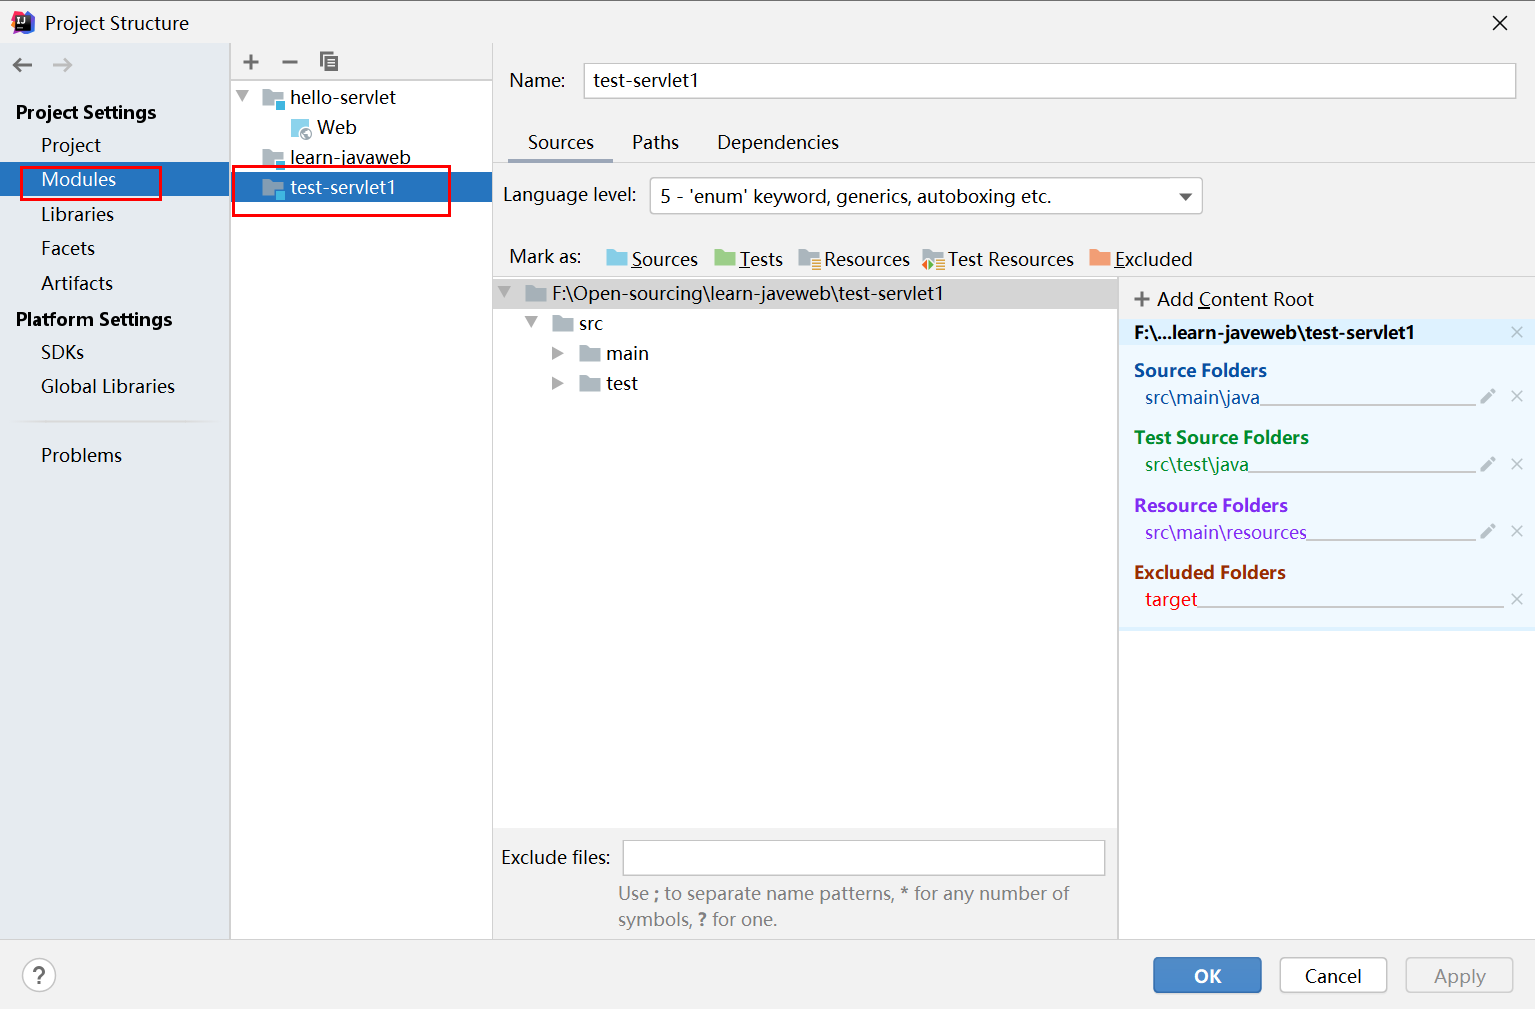 Project Structure
Project Settings
Project
Modules
Libraries
Facets
Artifacts
Platform Settings
SDKs
Global Libraries
Problems
hello-servlet
Web
learn-javaweb
test-servlet1
Name: test-servlet1
Sources Paths Dependencies
Language level: 5 - 'enum' keyword, generics, autoboxing etc.
Mark as: Sources Tests Resources Test Resources Excluded
F:\Open-sourcing\learn-javeweb\test-servlet1
src
main
test
Add Content Root
F:\...learn-javeweb\test-servlet1
Source Folders
src\main\java
Test Source Folders
src\test\java
Resource Folders
src\main\resources
Excluded Folders
target
Exclude files:
Use ; to separate name patterns, * for any number of
symbols, ? for one.
?
OK Cancel Apply